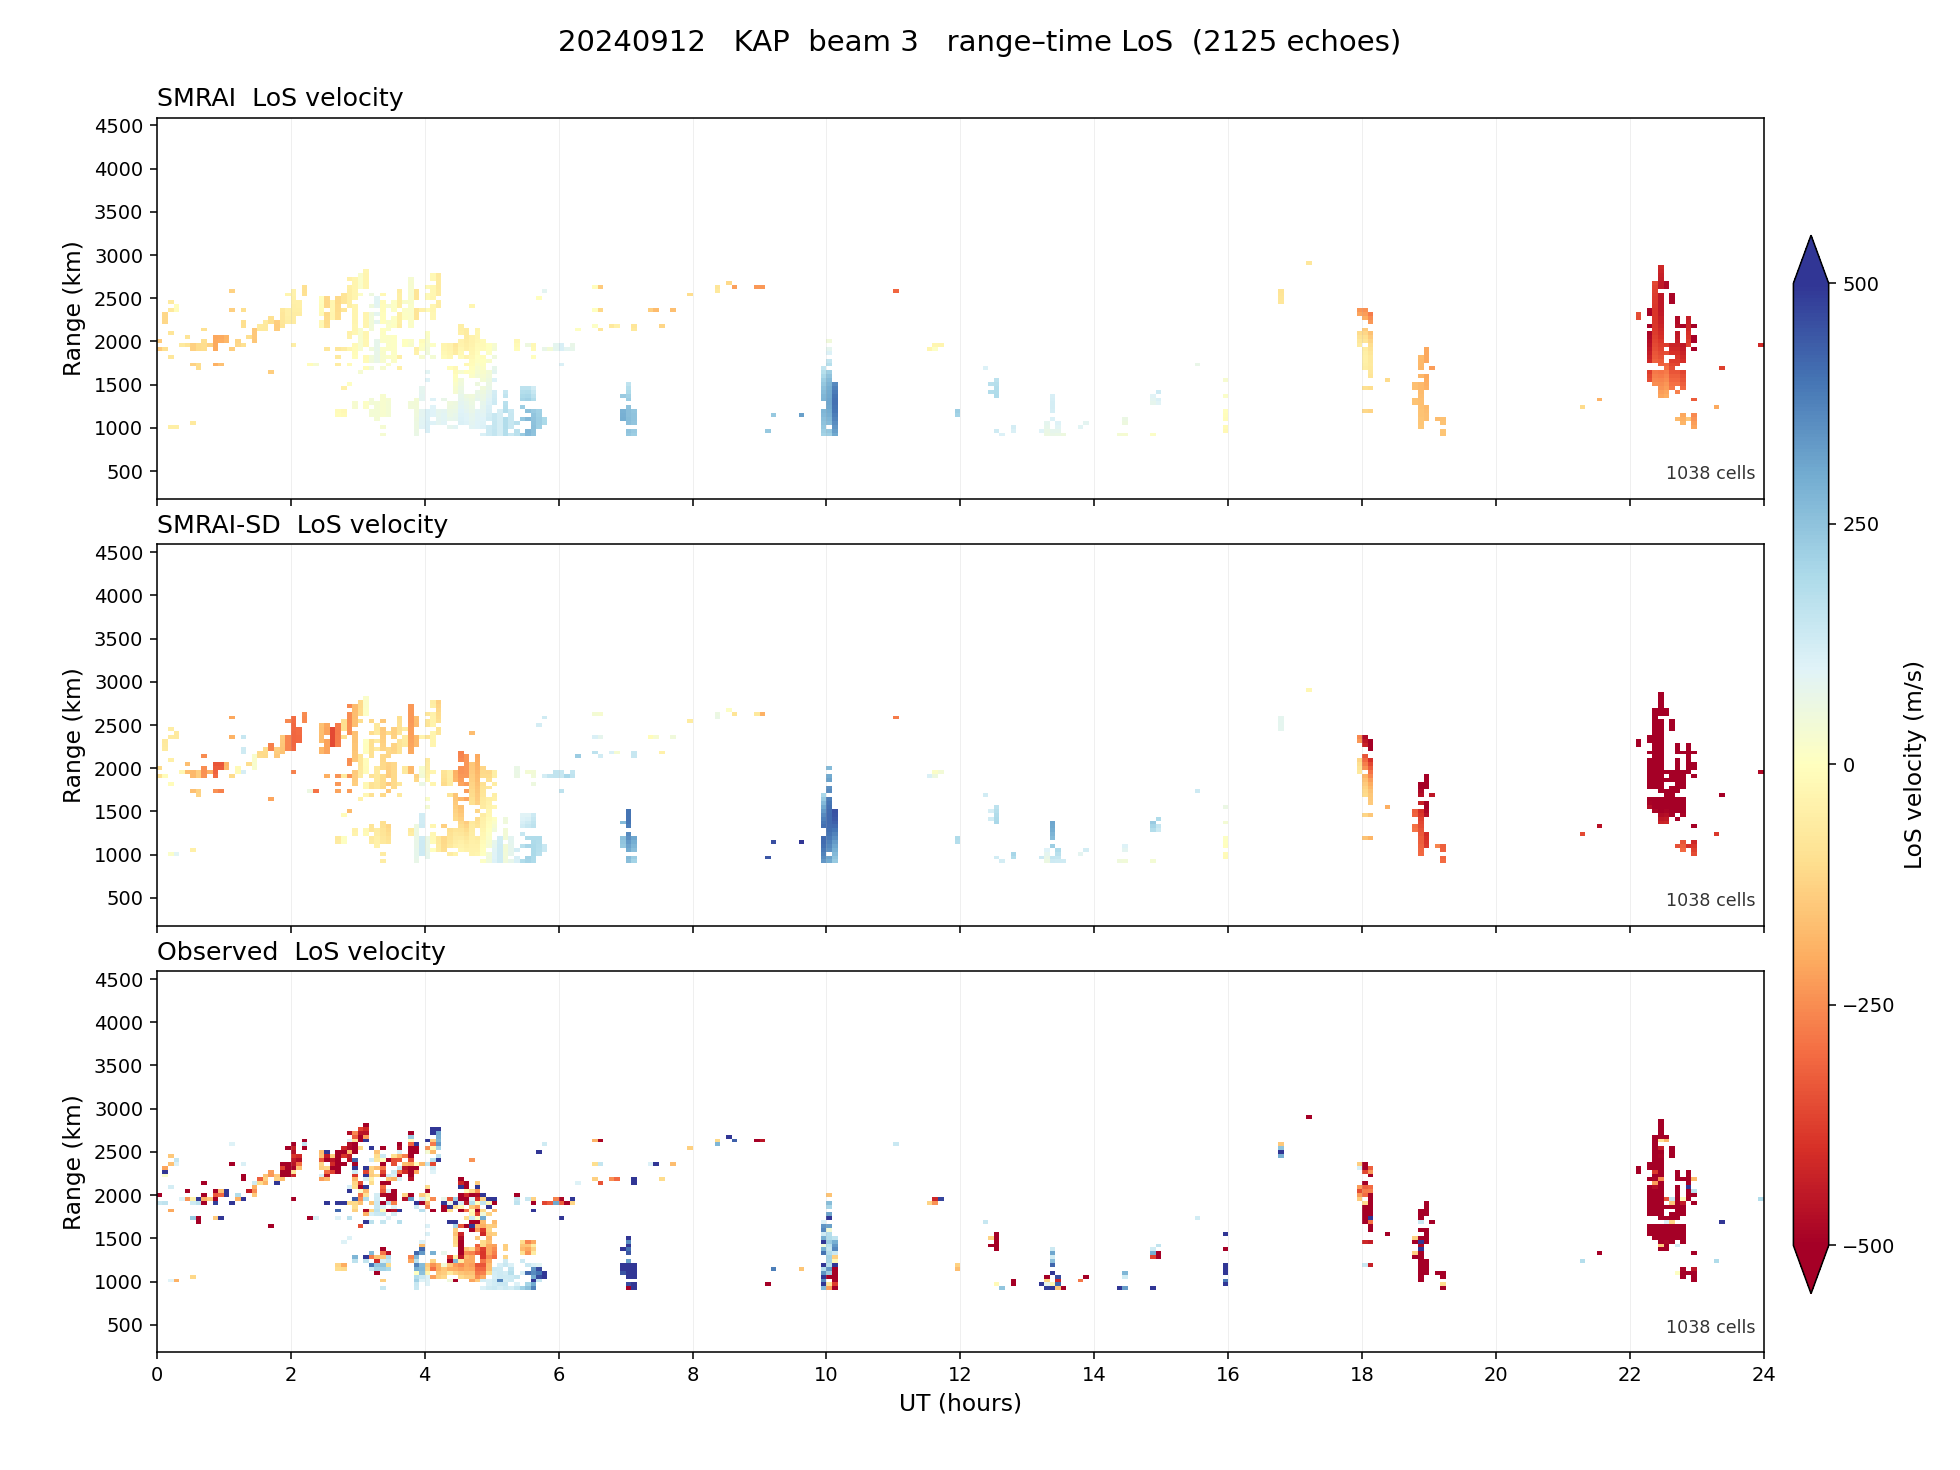 20240912   KAP  beam 3   range–time LoS  (2125 echoes)
SMRAI  LoS velocity
4500
4000
3500
3000
2500
2000
1500
1000
500
Range (km)
1038 cells
SMRAI-SD  LoS velocity
4500
4000
3500
3000
2500
2000
1500
1000
500
Range (km)
1038 cells
Observed  LoS velocity
4500
4000
3500
3000
2500
2000
1500
1000
500
Range (km)
1038 cells
0 2 4 6 8 10 12 14 16 18 20 22 24
UT (hours)
500
250
0
−250
−500
LoS velocity (m/s)